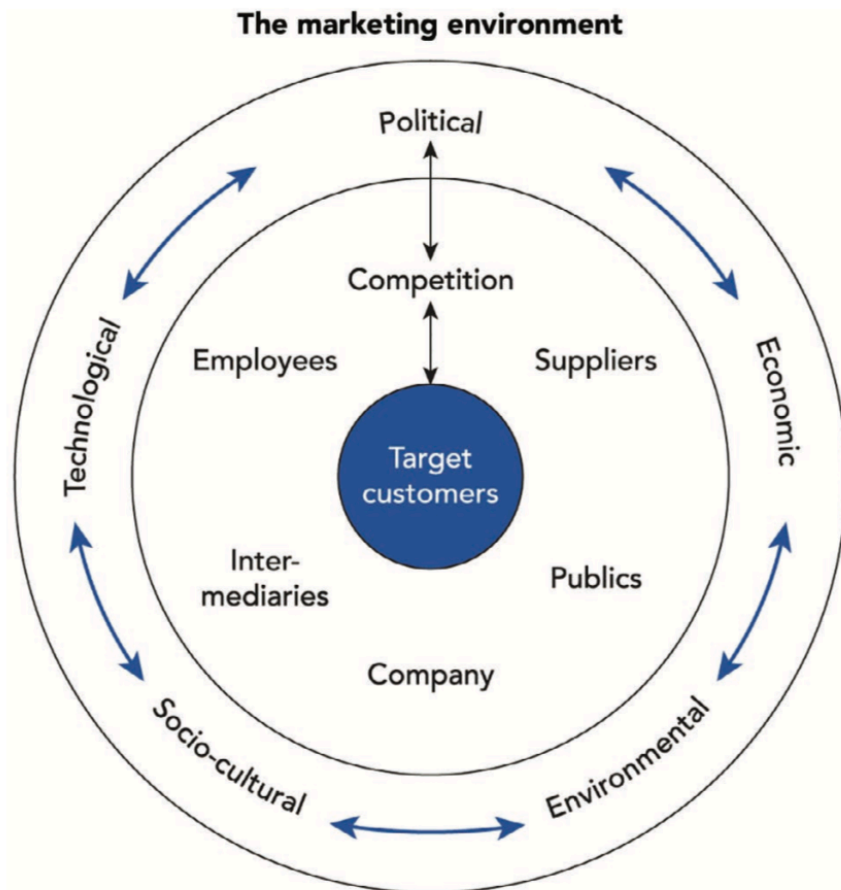 The marketing environment
Political
Competition
Employees
Suppliers
Technological
Economic
Target
customers
Inter-
mediaries
Publics
Company
Socio-cultural
Environmental